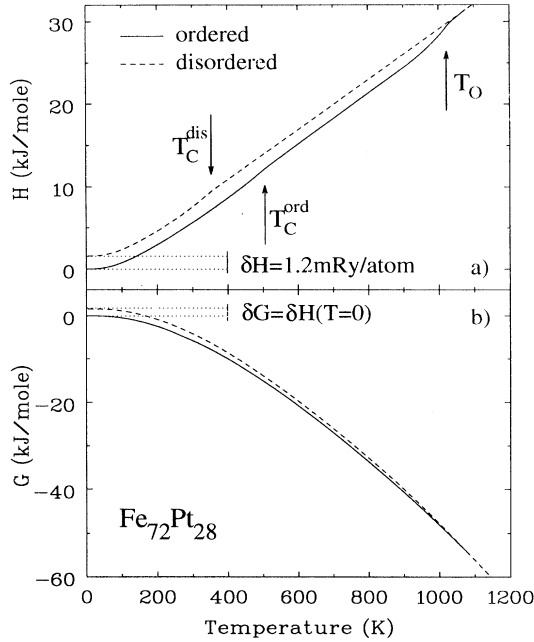 30
20
10
0
H (kJ/mole)
ordered
disordered
T_C^dis
T_C^ord
T_O
δH=1.2mRy/atom
a)
0
−20
−40
−60
G (kJ/mole)
δG=δH(T=0)
b)
Fe₇₂Pt₂₈
0 200 400 600 800 1000 1200
Temperature (K)